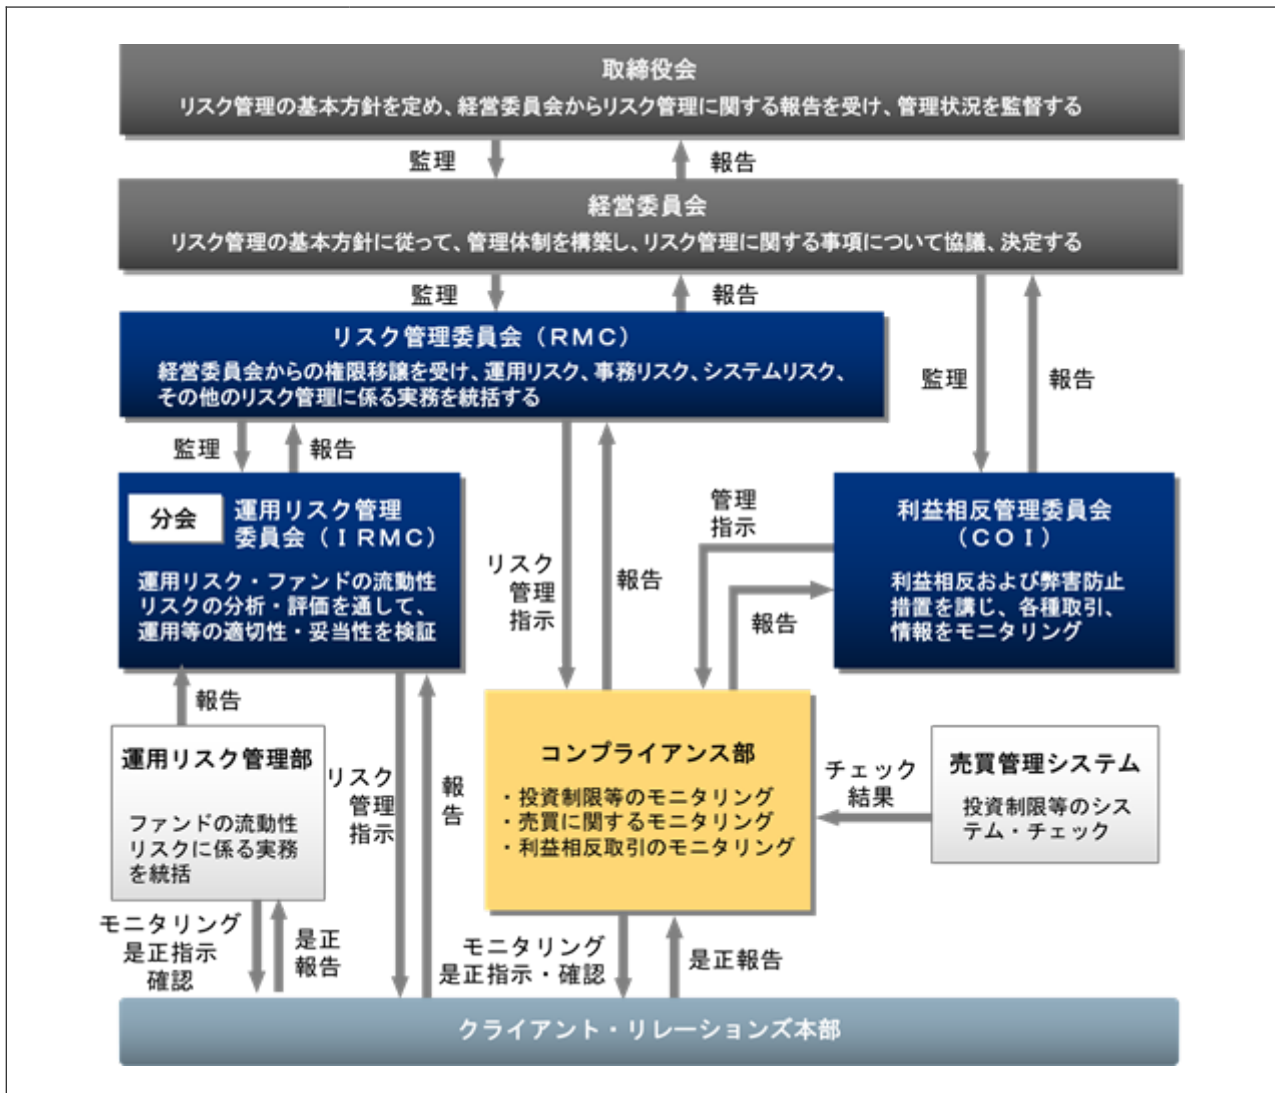 取締役会
リスク管理の基本方針を定め、経営委員会からリスク管理に関する報告を受け、管理状況を監督する
監理
報告
経営委員会
リスク管理の基本方針に従って、管理体制を構築し、リスク管理に関する事項について協議、決定する
監理
報告
リスク管理委員会（ＲＭＣ）
経営委員会からの権限移譲を受け、運用リスク、事務リスク、システムリスク、
その他のリスク管理に係る実務を統括する
監理
報告
監理
報告
分会
運用リスク管理
委員会（ＩＲＭＣ）
運用リスク・ファンドの流動性
リスクの分析・評価を通して、
運用等の適切性・妥当性を検証
リスク
管理
指示
報告
管理
指示
報告
利益相反管理委員会
（ＣＯＩ）
利益相反および弊害防止
措置を講じ、各種取引、
情報をモニタリング
報告
運用リスク管理部
ファンドの流動性
リスクに係る実務
を統括
リスク
管理
指示
報告
コンプライアンス部
・投資制限等のモニタリング
・売買に関するモニタリング
・利益相反取引のモニタリング
チェック
結果
売買管理システム
投資制限等のシス
テム・チェック
モニタリング
是正指示
確認
是正
報告
モニタリング
是正指示・確認
是正報告
クライアント・リレーションズ本部